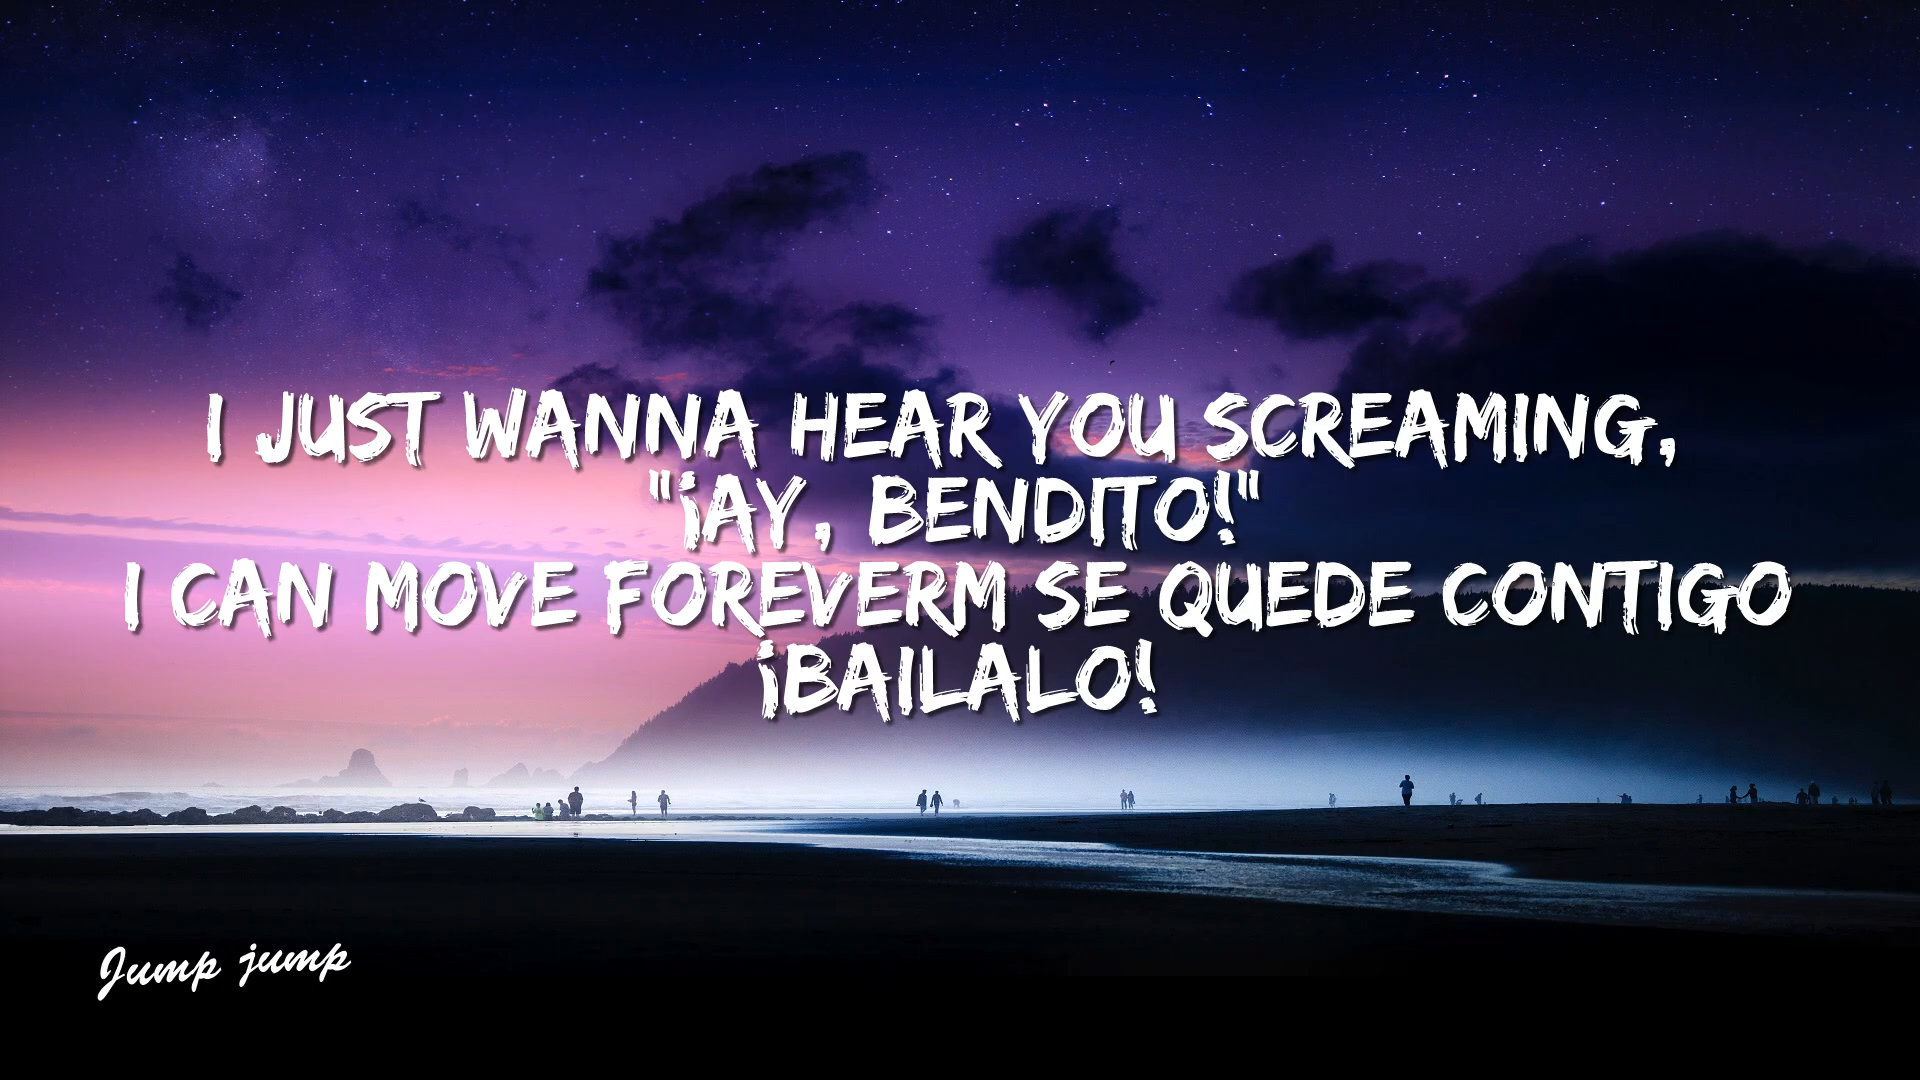 I JUST WANNA HEAR YOU SCREAMING,
"¡AY, BENDITO!"
I CAN MOVE FOREVERM SE QUEDE CONTIGO
¡BAILALO!
Jump jump